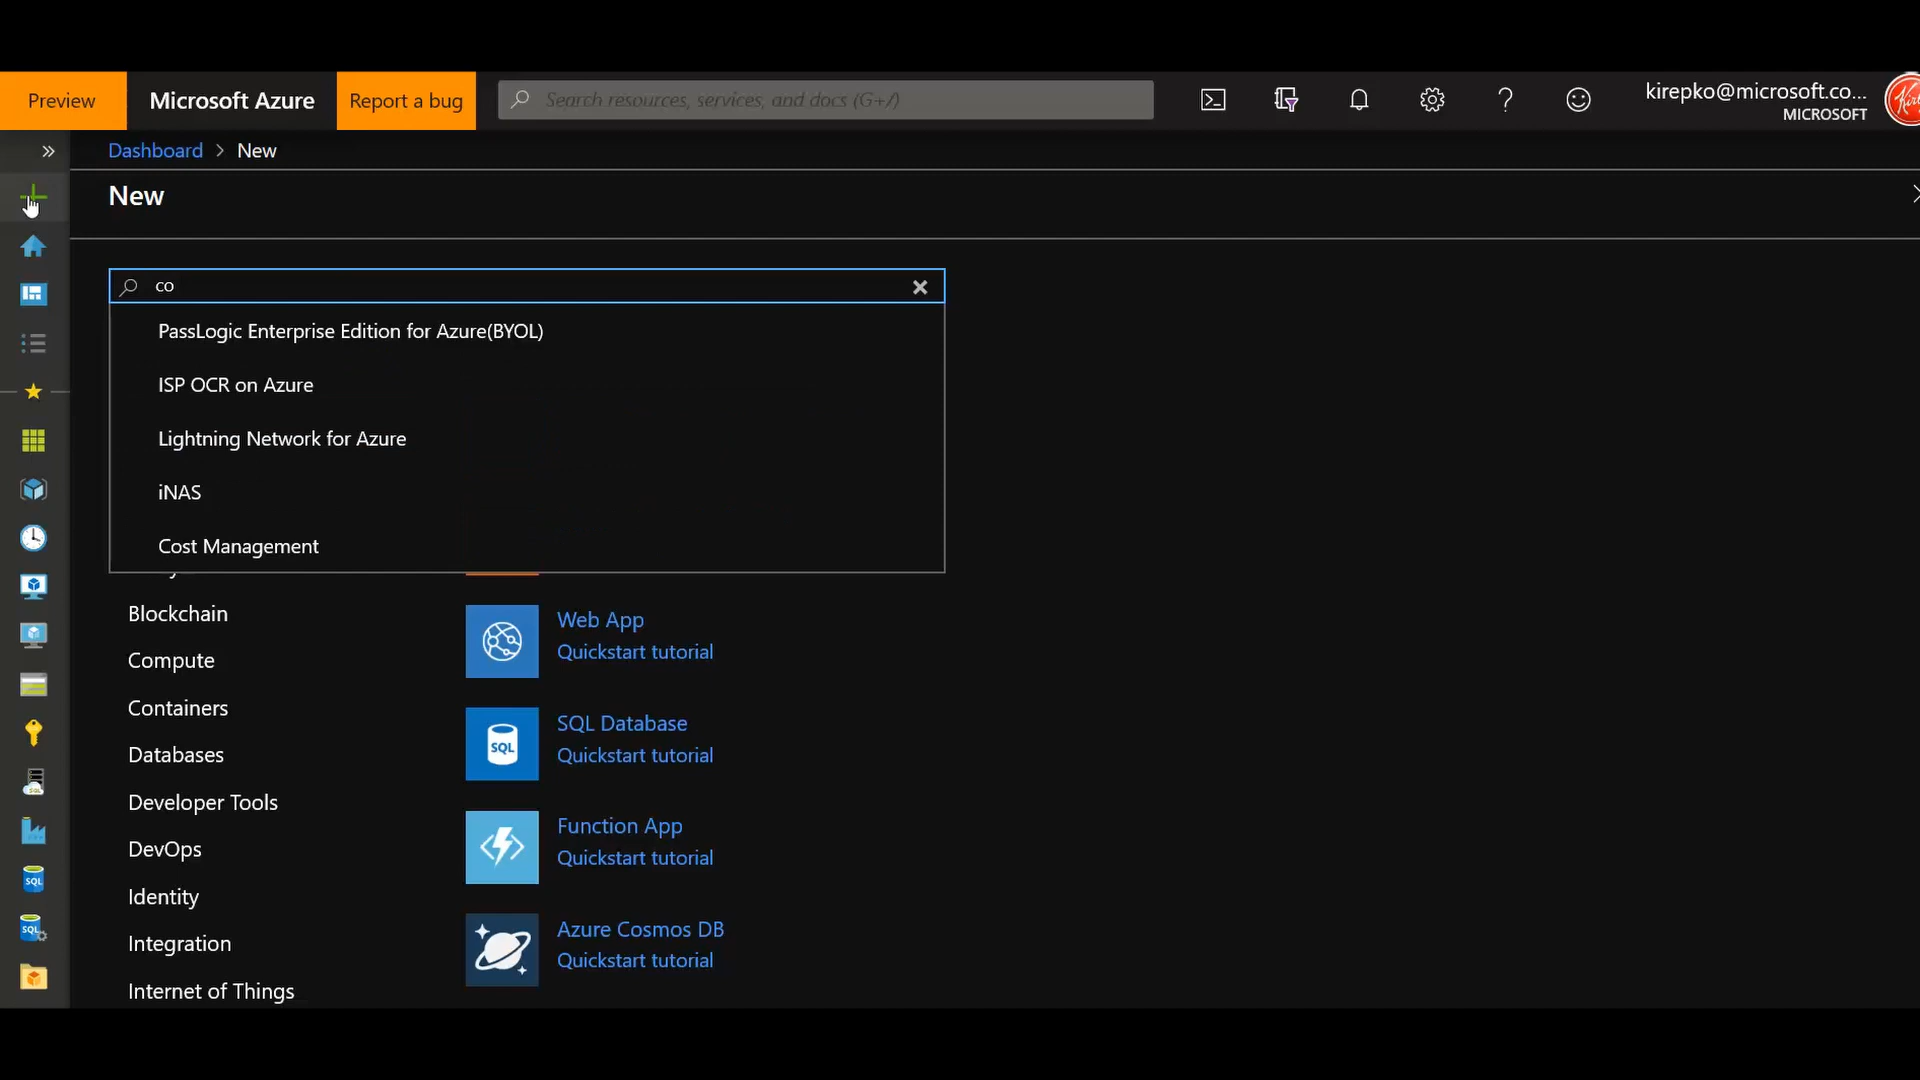 Preview
Microsoft Azure
Report a bug
Search resources, services, and docs (G+/)
kirepko@microsoft.co...
MICROSOFT
Dashboard > New
New
co
PassLogic Enterprise Edition for Azure(BYOL)
ISP OCR on Azure
Lightning Network for Azure
iNAS
Cost Management
Blockchain
Compute
Containers
Databases
Developer Tools
DevOps
Identity
Integration
Internet of Things
Web App
Quickstart tutorial
SQL
SQL Database
Quickstart tutorial
Function App
Quickstart tutorial
Azure Cosmos DB
Quickstart tutorial
SQL
SQL